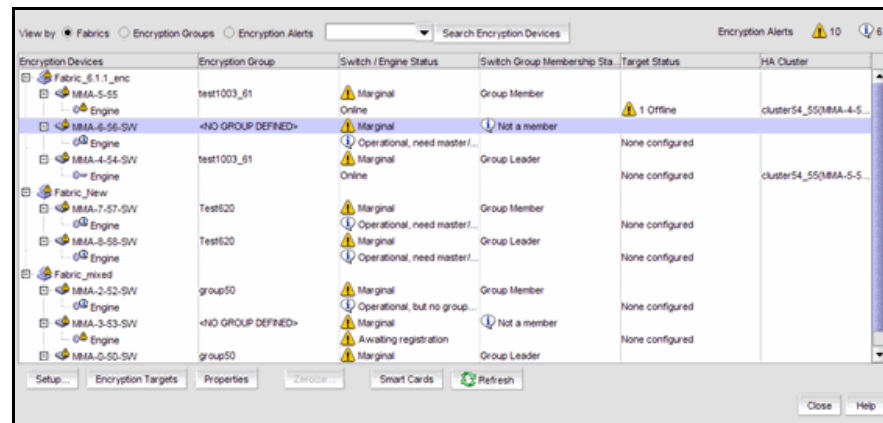 View by Fabrics Encryption Groups Encryption Alerts Search Encryption Devices Encryption Alerts 10 6
Encryption Devices Encryption Group Switch / Engine Status Switch Group Membership Sta... Target Status HA Cluster
Fabric_6.1.1_enc
MMA-5-55 test1003_61 Marginal Group Member
Engine Online 1 Offline cluster54_55(MMA-4-5...
MMA-6-56-SW <NO GROUP DEFINED> Marginal Not a member
Engine Operational, need master/... None configured
MMA-4-54-SW test1003_61 Marginal Group Leader
Engine Online None configured cluster54_55(MMA-5-5...
Fabric_New
MMA-7-57-SW Test620 Marginal Group Member
Engine Operational, need master/... None configured
MMA-8-58-SW Test620 Marginal Group Leader
Engine Operational, need master/... None configured
Fabric_mixed
MMA-2-52-SW group50 Marginal Group Member
Engine Operational, but no group... None configured
MMA-3-53-SW <NO GROUP DEFINED> Marginal Not a member
Engine Awaiting registration None configured
MMA-0-50-SW group50 Marginal Group Leader
Setup... Encryption Targets Properties Zeroize... Smart Cards Refresh
Close Help